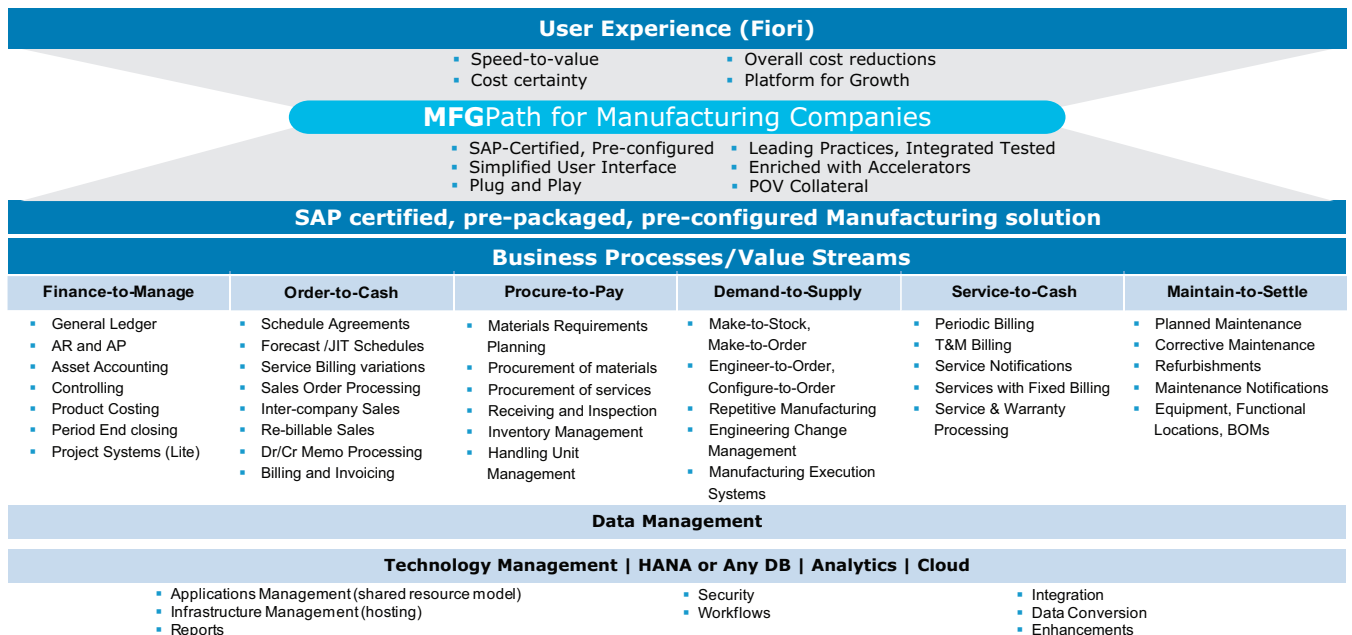 User Experience (Fiori)
Speed-to-value
Cost certainty
Overall cost reductions
Platform for Growth
MFGPath for Manufacturing Companies
SAP-Certified, Pre-configured
Simplified User Interface
Plug and Play
Leading Practices, Integrated Tested
Enriched with Accelerators
POV Collateral
SAP certified, pre-packaged, pre-configured Manufacturing solution
Business Processes/Value Streams
Finance-to-Manage
General Ledger
AR and AP
Asset Accounting
Controlling
Product Costing
Period End closing
Project Systems (Lite)
Order-to-Cash
Schedule Agreements
Forecast /JIT Schedules
Service Billing variations
Sales Order Processing
Inter-company Sales
Re-billable Sales
Dr/Cr Memo Processing
Billing and Invoicing
Procure-to-Pay
Materials Requirements
Planning
Procurement of materials
Procurement of services
Receiving and Inspection
Inventory Management
Handling Unit
Management
Demand-to-Supply
Make-to-Stock,
Make-to-Order
Engineer-to-Order,
Configure-to-Order
Repetitive Manufacturing
Engineering Change
Management
Manufacturing Execution
Systems
Service-to-Cash
Periodic Billing
T&M Billing
Service Notifications
Services with Fixed Billing
Service & Warranty
Processing
Maintain-to-Settle
Planned Maintenance
Corrective Maintenance
Refurbishments
Maintenance Notifications
Equipment, Functional
Locations, BOMs
Data Management
Technology Management | HANA or Any DB | Analytics | Cloud
Applications Management (shared resource model)
Infrastructure Management (hosting)
Reports
Security
Workflows
Integration
Data Conversion
Enhancements